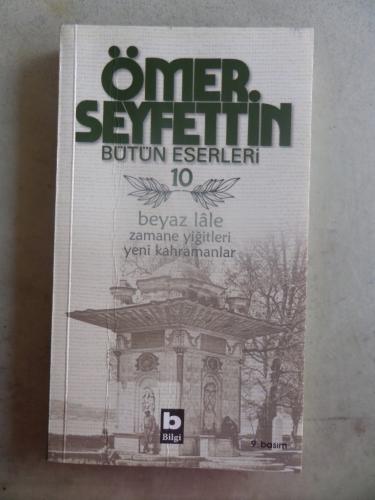 ÖMER
SEYFETTİN
BÜTÜN ESERLERİ
10
beyaz lâle
zamane yiğitleri
yeni kahramanlar
b
Bilgi
9. basım